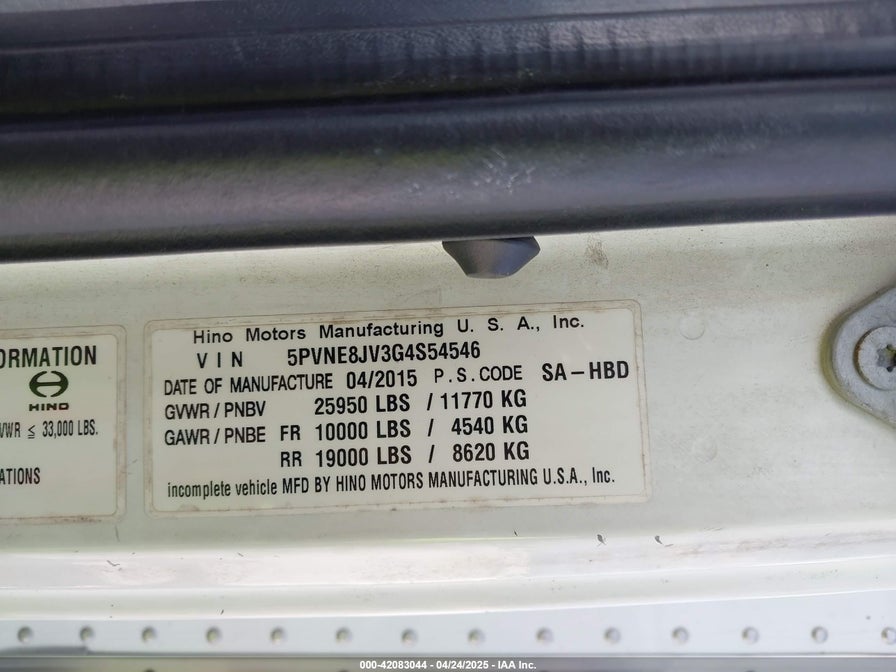 ORMATION
HINO
VWR ≤ 33,000 LBS.
ATIONS
Hino Motors Manufacturing U. S. A., Inc.
VIN 5PVNE8JV3G4S54546
DATE OF MANUFACTURE 04/2015 P.S.CODE SA-HBD
GVWR / PNBV 25950 LBS / 11770 KG
GAWR / PNBE FR 10000 LBS / 4540 KG
RR 19000 LBS / 8620 KG
incomplete vehicle MFD BY HINO MOTORS MANUFACTURING U.S.A., Inc.
000-42083044 - 04/24/2025 - IAA Inc.